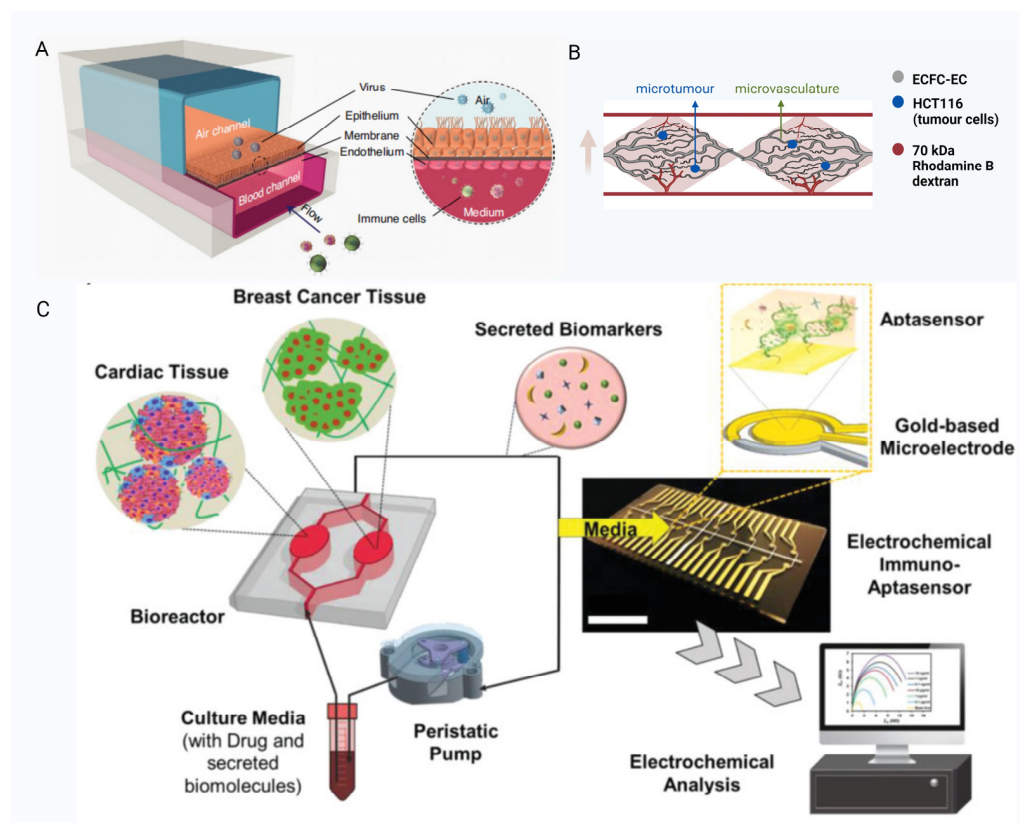 A
Virus
Air
Epithelium
Membrane
Endothelium
Air channel
Blood channel
Flow
Immune cells
Medium
B
microtumour
microvasculature
ECFC-EC
HCT116
(tumour cells)
70 kDa
Rhodamine B
dextran
C
Breast Cancer Tissue
Cardiac Tissue
Secreted Biomarkers
Aptasensor
Gold-based
Microelectrode
Media
Electrochemical
Immuno-
Aptasensor
Bioreactor
Culture Media
(with Drug and
secreted
biomolecules)
Peristatic
Pump
Electrochemical
Analysis